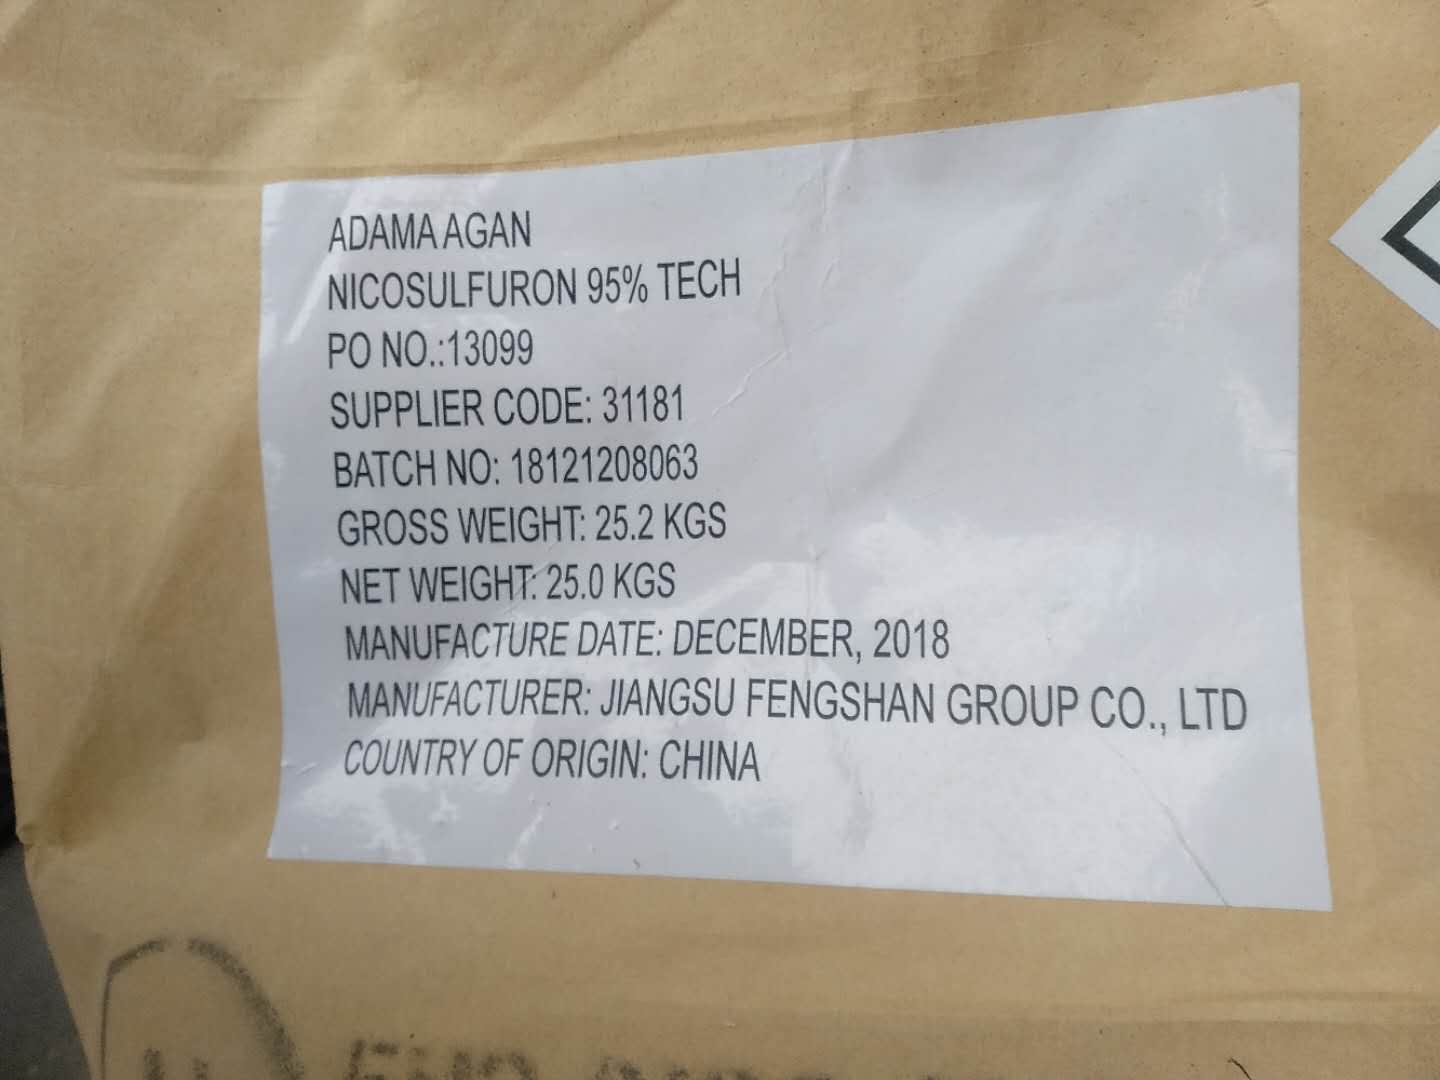 ADAMA AGAN
NICOSULFURON 95% TECH
PO NO.:13099
SUPPLIER CODE: 31181
BATCH NO: 18121208063
GROSS WEIGHT: 25.2 KGS
NET WEIGHT: 25.0 KGS
MANUFACTURE DATE: DECEMBER, 2018
MANUFACTURER: JIANGSU FENGSHAN GROUP CO., LTD
COUNTRY OF ORIGIN: CHINA